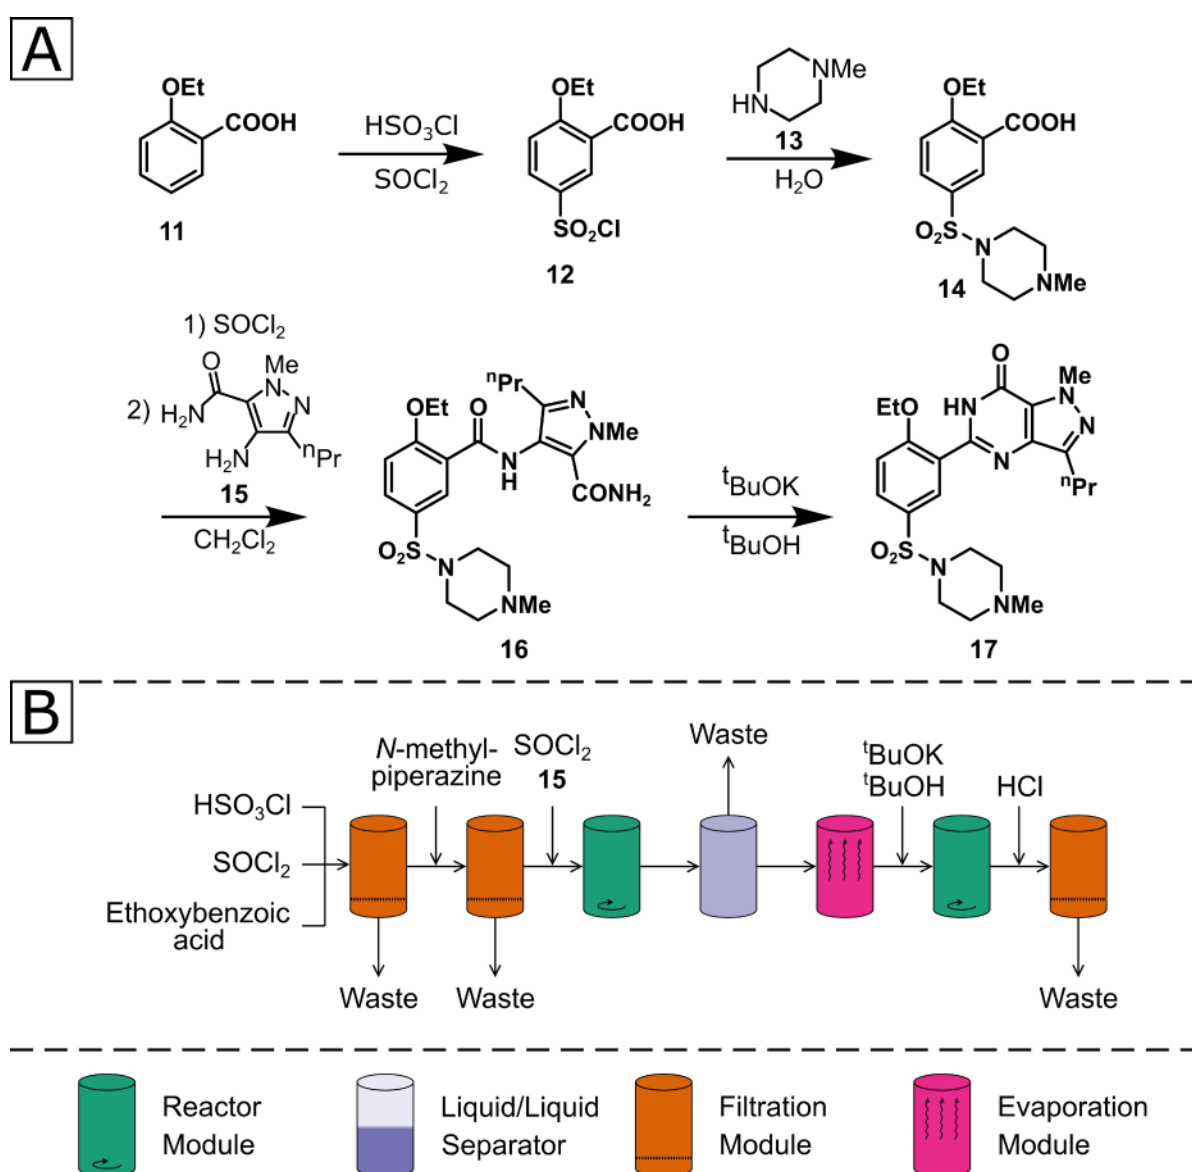 A
OEt
COOH
11
HSO₃Cl
SOCl₂
OEt
COOH
SO₂Cl
12
NMe
HN
13
H₂O
OEt
COOH
O₂S
N
NMe
14
1) SOCl₂
2)
O
H₂N
Me
N
N
H₂N
ⁿPr
15
CH₂Cl₂
ⁿPr
N
N
Me
OEt
O
N
H
CONH₂
O₂S
N
NMe
16
ᵗBuOK
ᵗBuOH
O
Me
HN
N
N
EtO
N
ⁿPr
O₂S
N
NMe
17
B
HSO₃Cl
SOCl₂
Ethoxybenzoic
acid
N-methyl-
piperazine
SOCl₂
15
Waste
ᵗBuOK
ᵗBuOH
HCl
Waste
Waste
Waste
Reactor
Module
Liquid/Liquid
Separator
Filtration
Module
Evaporation
Module